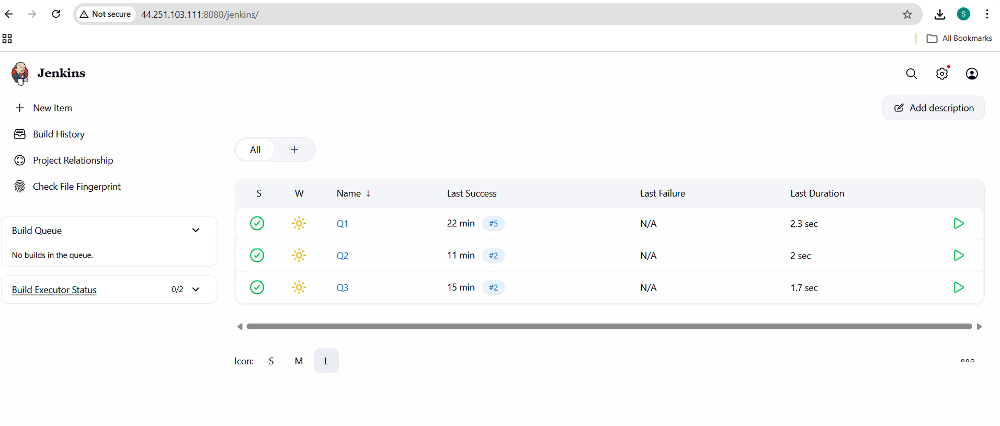 Not secure 44.251.103.111:8080/jenkins/ S
All Bookmarks
Jenkins
New Item
Add description
Build History
All +
Project Relationship
Check File Fingerprint
S W Name ↓ Last Success Last Failure Last Duration
Q1 22 min #5 N/A 2.3 sec
Build Queue
Q2 11 min #2 N/A 2 sec
No builds in the queue.
Q3 15 min #2 N/A 1.7 sec
Build Executor Status 0/2
Icon: S M L